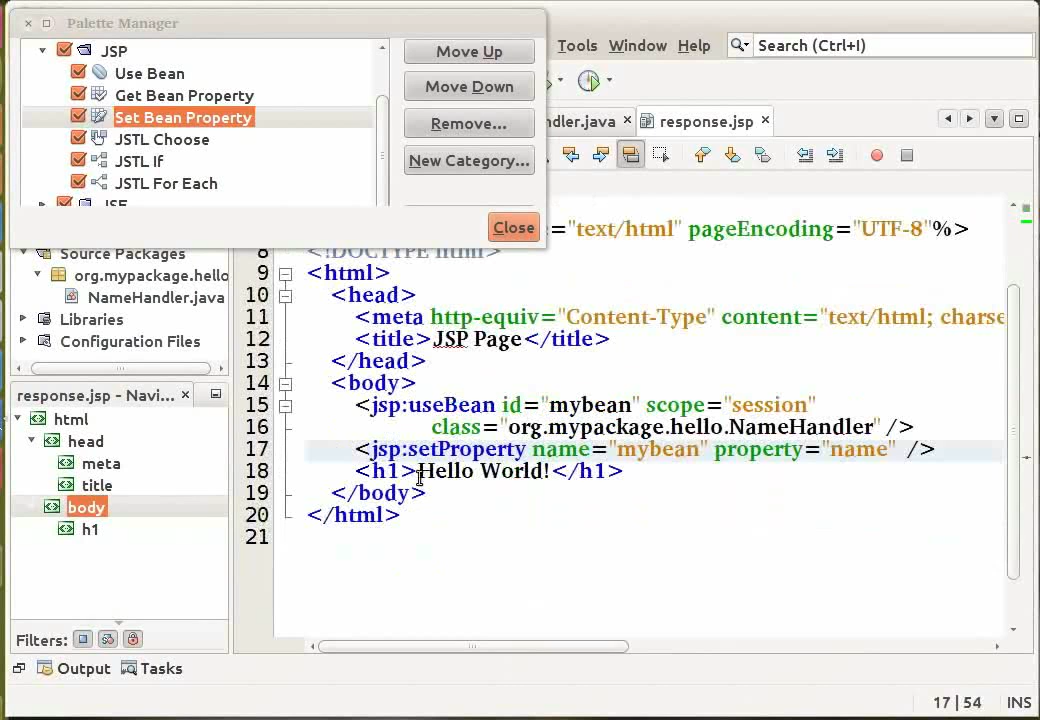 Palette Manager
JSP
Use Bean
Get Bean Property
Set Bean Property
JSTL Choose
JSTL If
JSTL For Each
JSF
Move Up
Move Down
Remove...
New Category...
Close
Tools Window Help Search (Ctrl+I)
ndler.java response.jsp
Source Packages
org.mypackage.hello
NameHandler.java
Libraries
Configuration Files
response.jsp - Navi...
html
head
meta
title
body
h1
Filters:
="text/html" pageEncoding="UTF-8"%>
8 <!DOCTYPE html>
9 <html>
10 <head>
11 <meta http-equiv="Content-Type" content="text/html; charse
12 <title>JSP Page</title>
13 </head>
14 <body>
15 <jsp:useBean id="mybean" scope="session"
16 class="org.mypackage.hello.NameHandler" />
17 <jsp:setProperty name="mybean" property="name" />
18 <h1>Hello World!</h1>
19 </body>
20 </html>
21
Output Tasks
17 | 54 INS